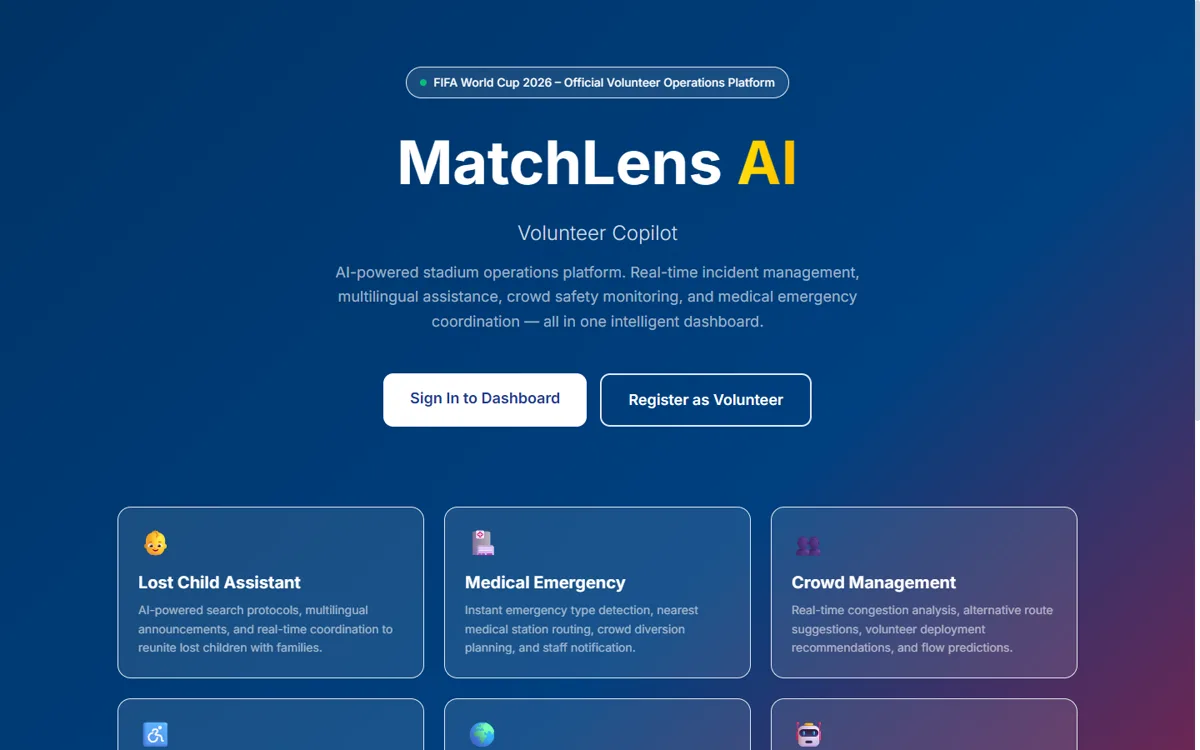 FIFA World Cup 2026 – Official Volunteer Operations Platform
MatchLens AI
Volunteer Copilot
AI-powered stadium operations platform. Real-time incident management,
multilingual assistance, crowd safety monitoring, and medical emergency
coordination — all in one intelligent dashboard.
Sign In to Dashboard
Register as Volunteer
Lost Child Assistant
AI-powered search protocols, multilingual
announcements, and real-time coordination to
reunite lost children with families.
Medical Emergency
Instant emergency type detection, nearest
medical station routing, crowd diversion
planning, and staff notification.
Crowd Management
Real-time congestion analysis, alternative route
suggestions, volunteer deployment
recommendations, and flow predictions.